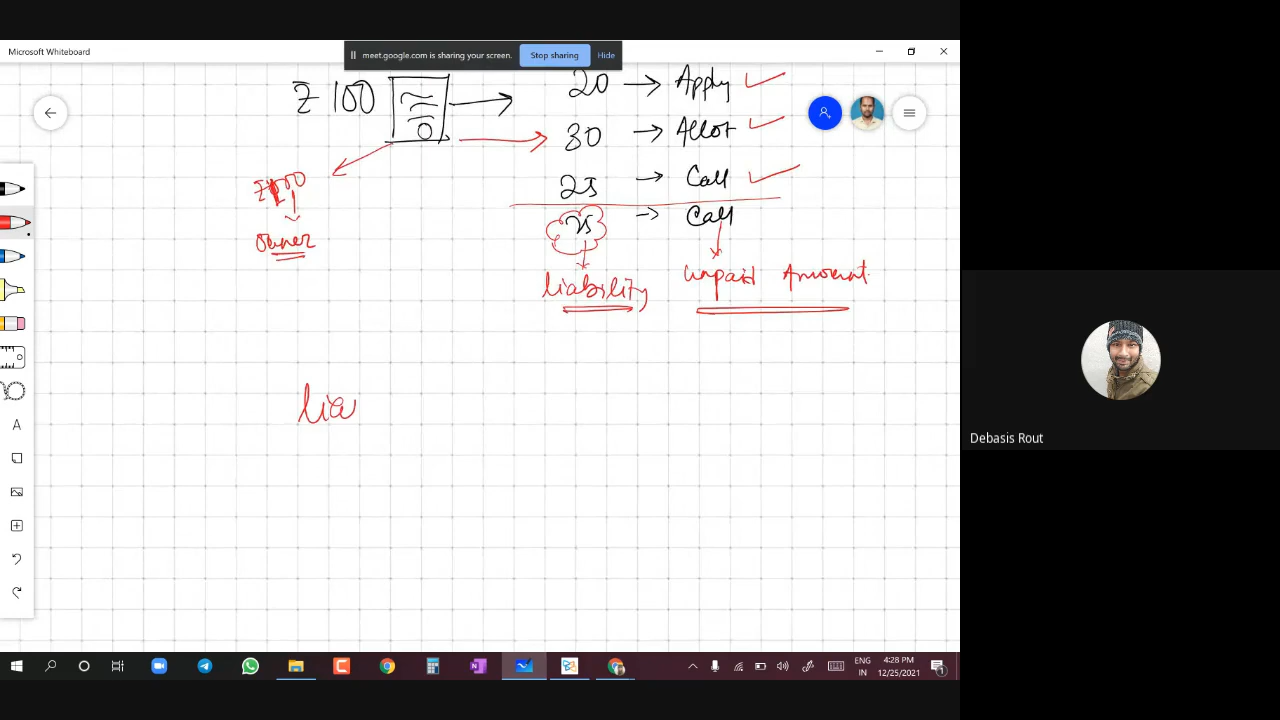 Microsoft Whiteboard
meet.google.com is sharing your screen.
Stop sharing
Hide
₹ 100
20 → Apply ✓
30 → Allot ✓
25 → Call ✓
25 → Call
owner
liability
Unpaid Amount
lia
A
Debasis Rout
ENG
IN
4:28 PM
12/25/2021
1